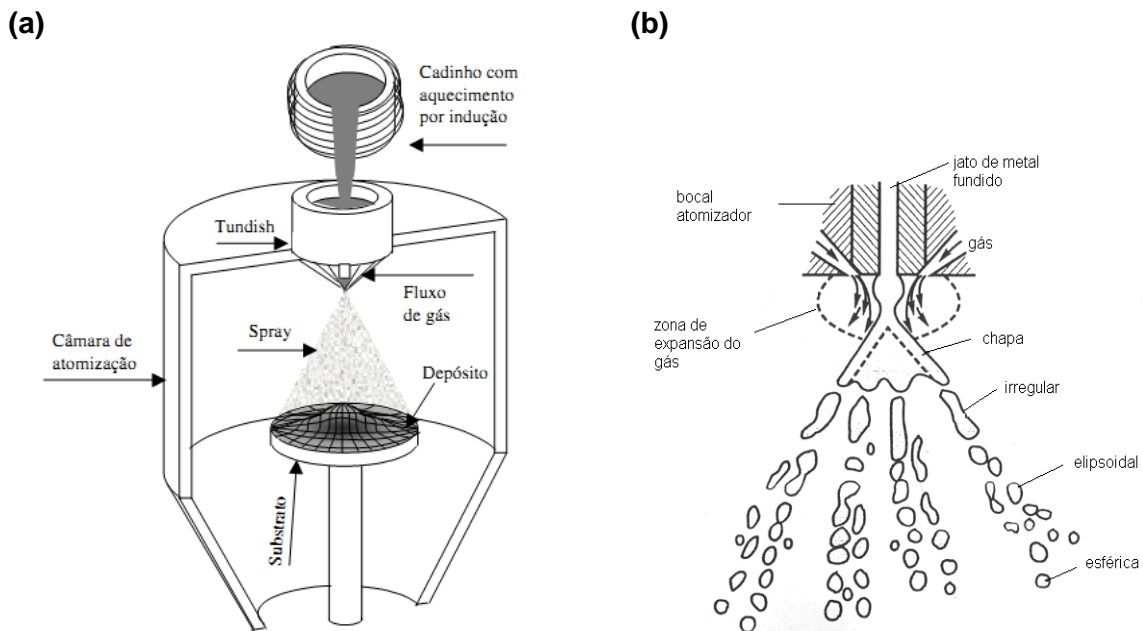 (a)
Cadinho com
aquecimento
por indução
Tundish
Fluxo
de gás
Câmara de
atomização
Spray
Depósito
Substrato
(b)
jato de metal
fundido
bocal
atomizador
gás
zona de
expansão do
gás
chapa
irregular
elipsoidal
esférica